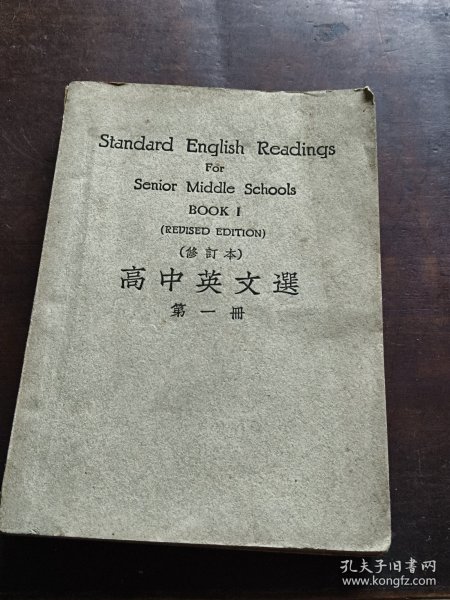 Standard English Readings
For
Senior Middle Schools
BOOK I
(REVISED EDITION)
(修訂本)
高中英文選
第一冊
孔夫子旧书网
www.kongfz.com